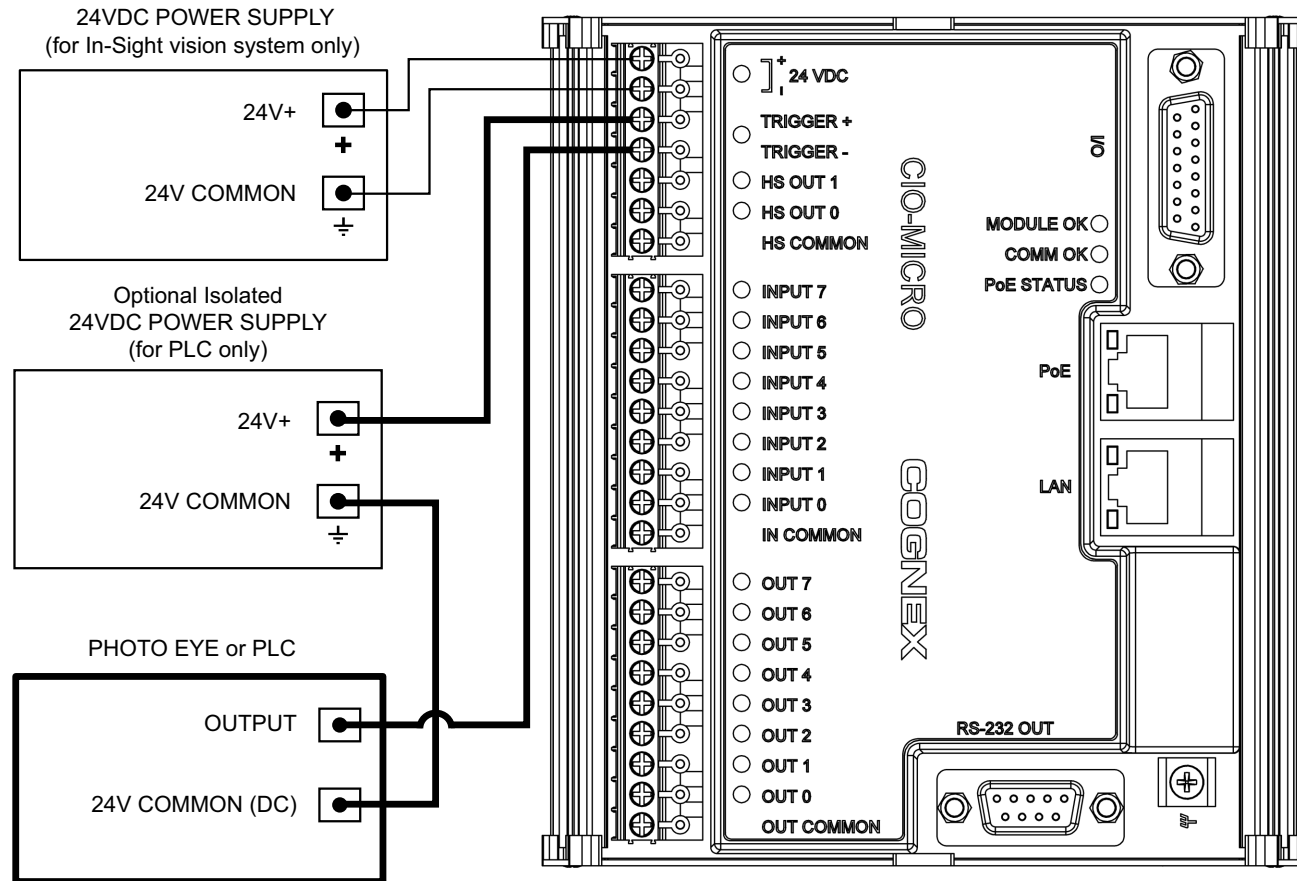 24VDC POWER SUPPLY
(for In-Sight vision system only)
24V+
+
24V COMMON
Optional Isolated
24VDC POWER SUPPLY
(for PLC only)
24V+
+
24V COMMON
PHOTO EYE or PLC
OUTPUT
24V COMMON (DC)
+
-
24 VDC
TRIGGER +
TRIGGER -
HS OUT 1
HS OUT 0
HS COMMON
INPUT 7
INPUT 6
INPUT 5
INPUT 4
INPUT 3
INPUT 2
INPUT 1
INPUT 0
IN COMMON
OUT 7
OUT 6
OUT 5
OUT 4
OUT 3
OUT 2
OUT 1
OUT 0
OUT COMMON
CIO-MICRO
COGNEX
I/O
MODULE OK
COMM OK
PoE STATUS
PoE
LAN
RS-232 OUT